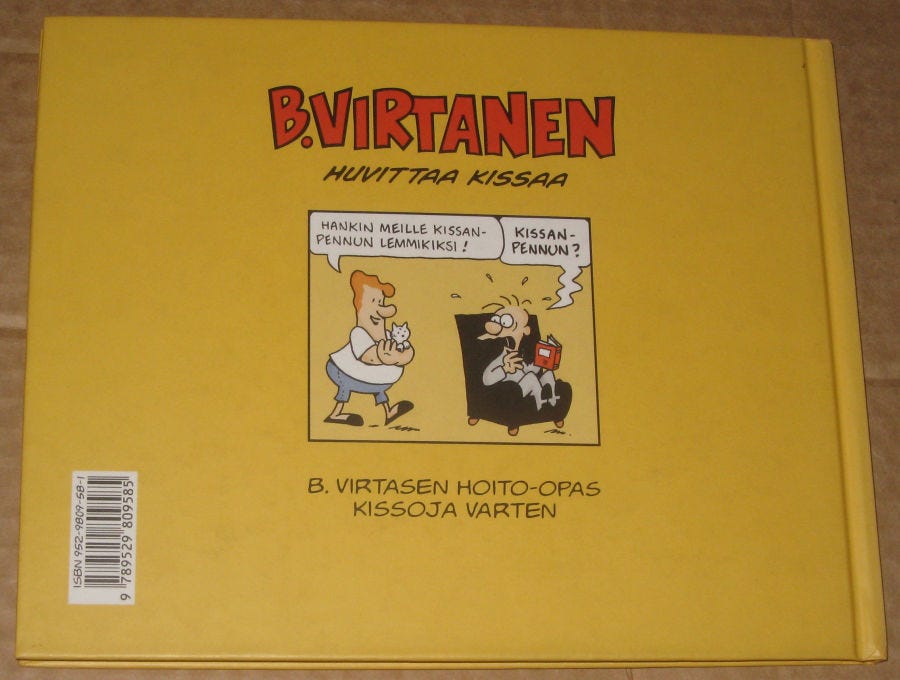 B.VIRTANEN
HUVITTAA KISSAA
HANKIN MEILLE KISSAN-
PENNUN LEMMIKIKSI!
KISSAN-
PENNUN?
B. VIRTASEN HOITO-OPAS
KISSOJA VARTEN
ISBN 952-9809-58-1
9 789529 809585